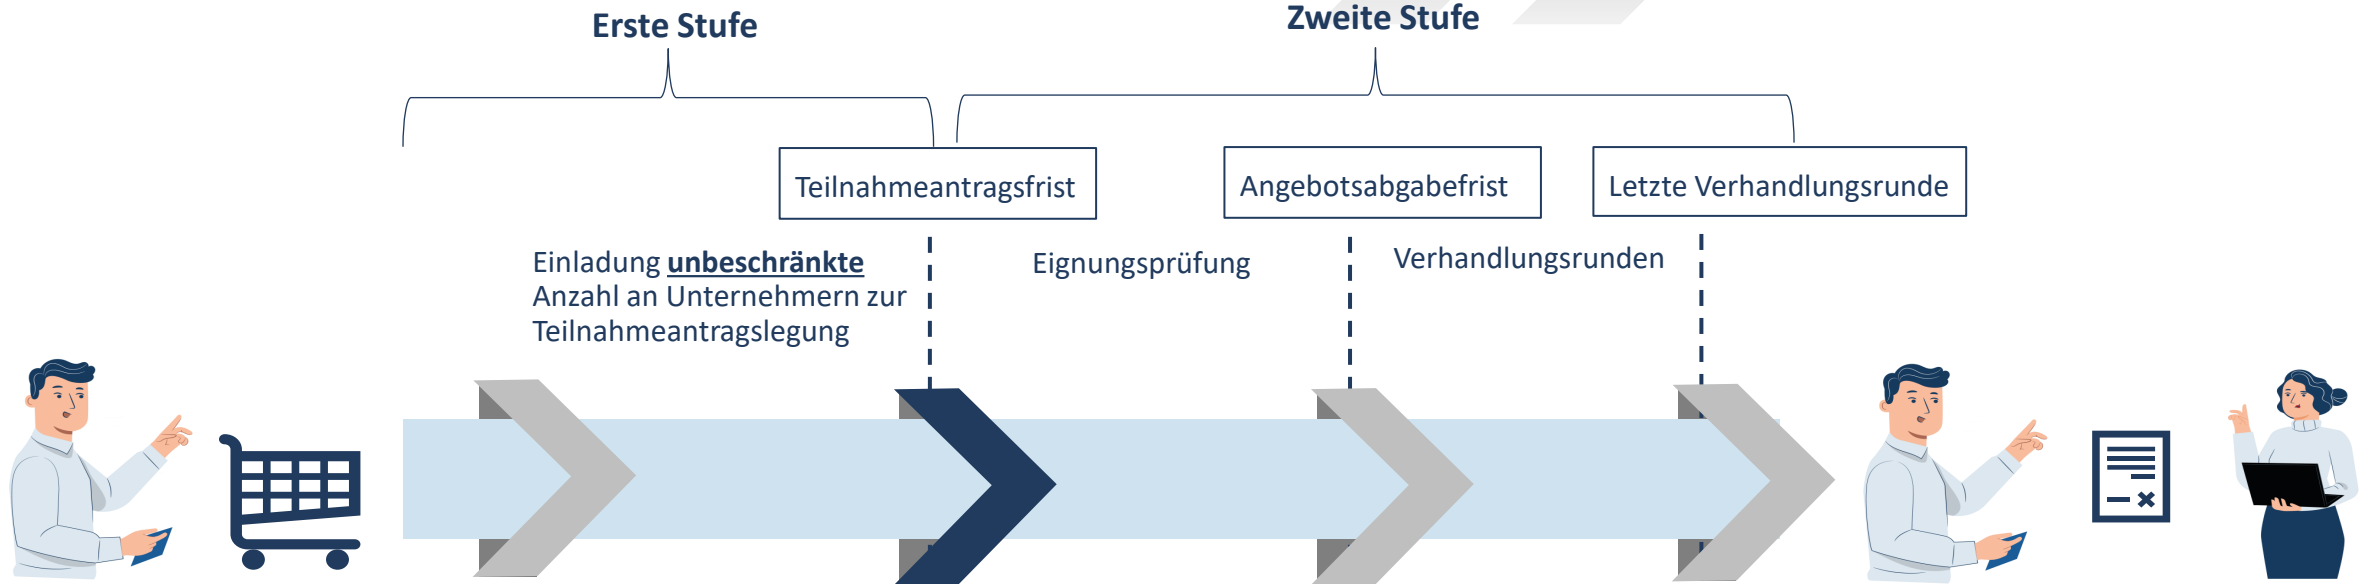 Erste Stufe
Zweite Stufe
Teilnahmeantragsfrist
Angebotsabgabefrist
Letzte Verhandlungsrunde
Einladung unbeschränkte
Anzahl an Unternehmern zur
Teilnahmeantragslegung
Eignungsprüfung
Verhandlungsrunden